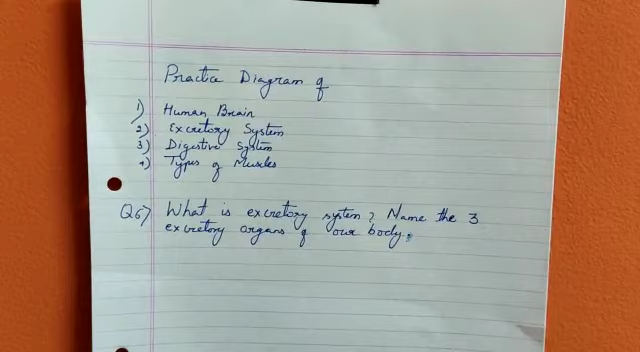 Practice Diagram of
1) Human Brain
2) Excretory System
3) Digestive System
4) Types of Muscles
Q6) What is excretory system? Name the 3
excretory organs of our body.